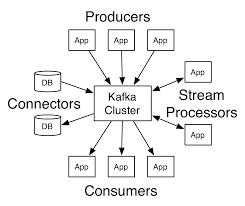 Producers
App
App
App
DB
App
Connectors
Kafka
Cluster
Stream
Processors
DB
App
App
App
App
Consumers